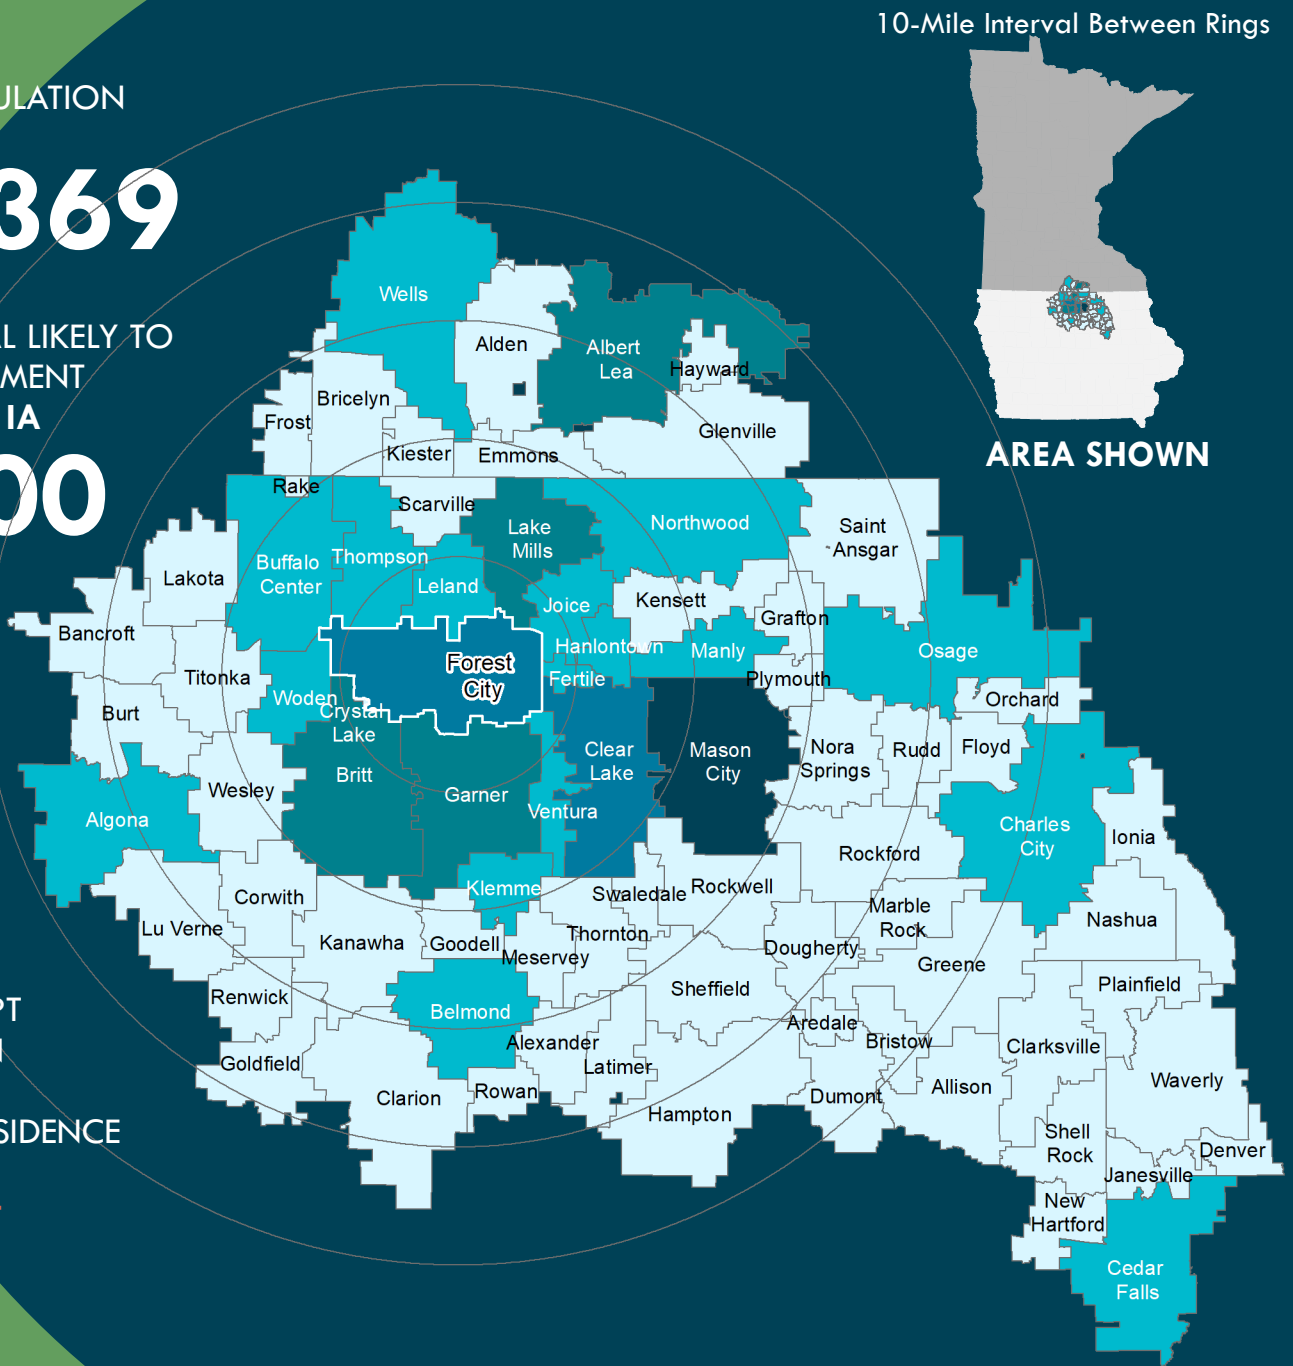 10-Mile Interval Between Rings
ULATION
369
L LIKELY TO
MENT
IA
00
AREA SHOWN
PT
SIDENCE
Wells
Alden
Albert
Lea
Hayward
Bricelyn
Frost
Glenville
Kiester
Emmons
Rake
Scarville
Lake
Mills
Northwood
Saint
Ansgar
Buffalo
Center
Thompson
Lakota
Leland
Joice
Kensett
Grafton
Bancroft
Hanlontown
Manly
Osage
Forest
City
Titonka
Fertile
Plymouth
Woden
Orchard
Burt
Crystal
Lake
Clear
Lake
Mason
City
Nora
Springs
Rudd
Floyd
Britt
Wesley
Garner
Algona
Ventura
Charles
City
Ionia
Rockford
Klemme
Swaledale
Rockwell
Corwith
Marble
Rock
Nashua
Lu Verne
Kanawha
Goodell
Thornton
Dougherty
Meservey
Greene
Sheffield
Plainfield
Renwick
Belmond
Aredale
Bristow
Alexander
Clarksville
Goldfield
Latimer
Waverly
Clarion
Rowan
Dumont
Allison
Hampton
Shell
Rock
Denver
Janesville
New
Hartford
Cedar
Falls